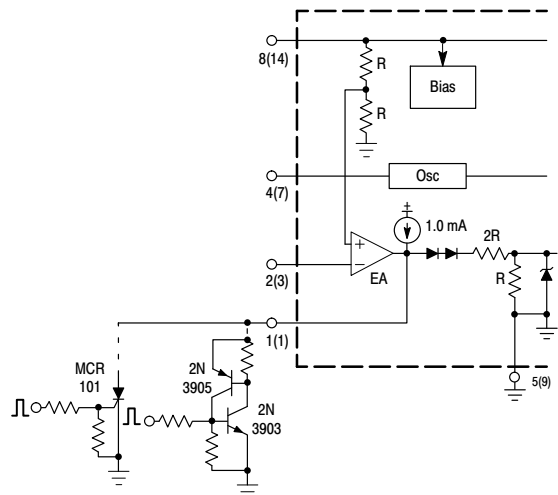 8(14)
R
Bias
R
4(7)
Osc
+
1.0 mA
+
2R
2(3)
–
EA
R
1(1)
MCR
101
2N
3905
5(9)
2N
3903